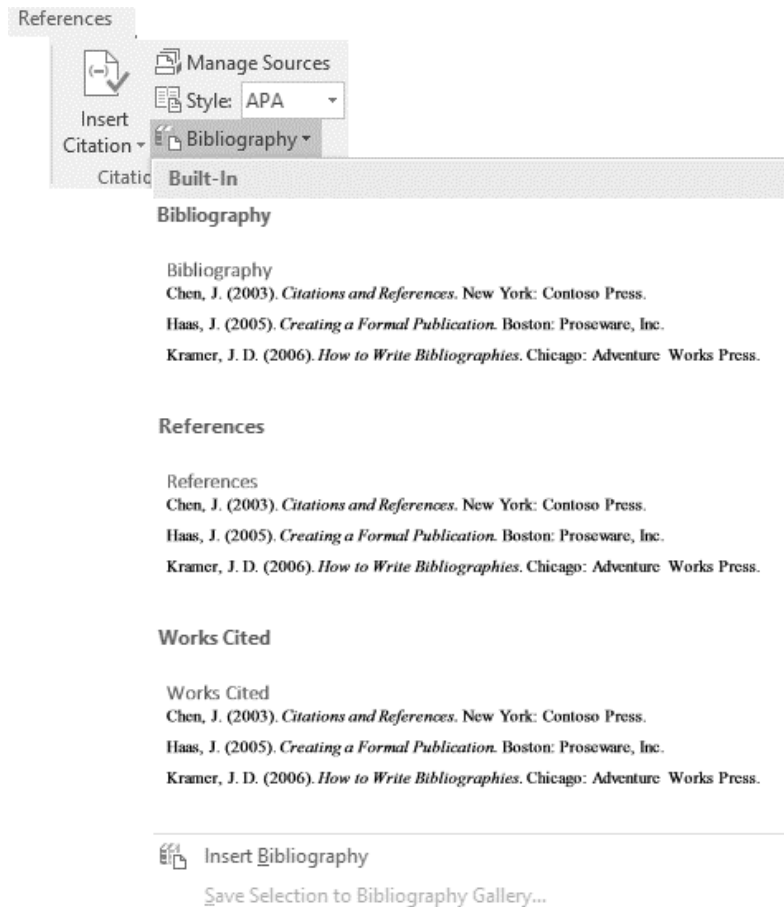 References
Manage Sources
Style: APA
Insert
Citation
Bibliography
Citatio
Built-In
Bibliography
Bibliography
Chen, J. (2003). Citations and References. New York: Contoso Press.
Haas, J. (2005). Creating a Formal Publication. Boston: Proseware, Inc.
Kramer, J. D. (2006). How to Write Bibliographies. Chicago: Adventure Works Press.
References
References
Chen, J. (2003). Citations and References. New York: Contoso Press.
Haas, J. (2005). Creating a Formal Publication. Boston: Proseware, Inc.
Kramer, J. D. (2006). How to Write Bibliographies. Chicago: Adventure Works Press.
Works Cited
Works Cited
Chen, J. (2003). Citations and References. New York: Contoso Press.
Haas, J. (2005). Creating a Formal Publication. Boston: Proseware, Inc.
Kramer, J. D. (2006). How to Write Bibliographies. Chicago: Adventure Works Press.
Insert Bibliography
Save Selection to Bibliography Gallery...